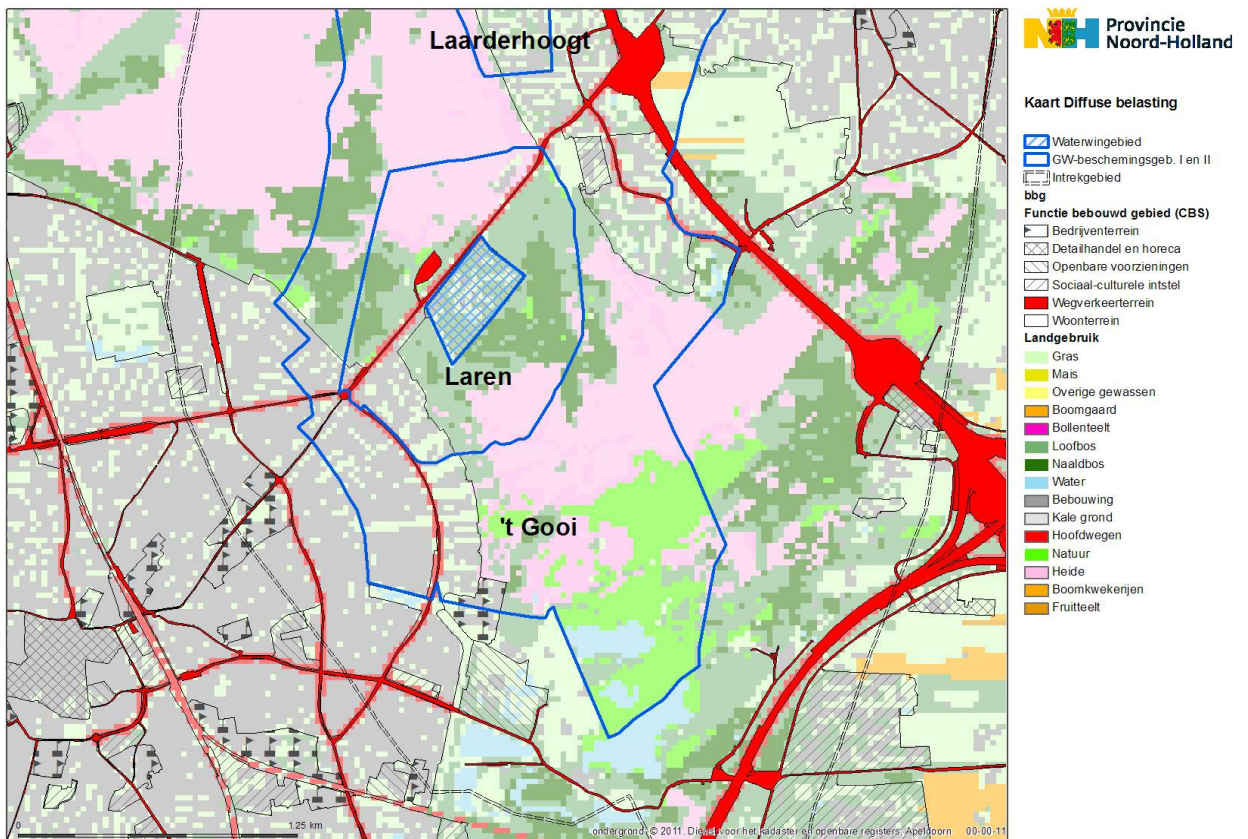 Laarderhoogt
Laren
't Gooi
0
1.25 km
ondergrond: © 2011, Dienst voor het kadaster en openbare registers, Apeldoorn 00-00-11
NH
Provincie
Noord-Holland
Kaart Diffuse belasting
Waterwingebied
GW-beschemingsgeb. I en II
Intrekgebied
bbg
Functie bebouwd gebied (CBS)
Bedrijventerrein
Detailhandel en horeca
Openbare voorzieningen
Sociaal-culturele intstel
Wegverkeerterrein
Woonterrein
Landgebruik
Gras
Mais
Overige gewassen
Boomgaard
Bollenteelt
Loofbos
Naaldbos
Water
Bebouwing
Kale grond
Hoofdwegen
Natuur
Heide
Boomkwekerijen
Fruitteelt